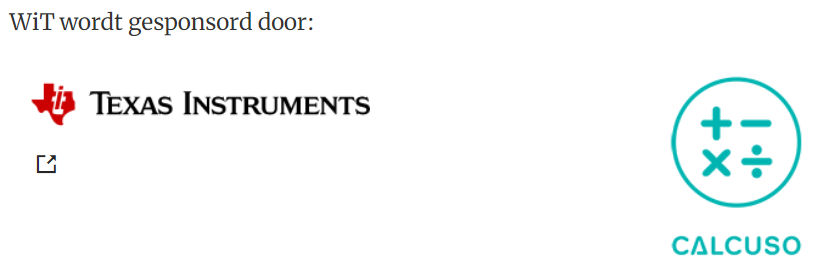 WiT wordt gesponsord door:
TEXAS INSTRUMENTS
CALCUSO